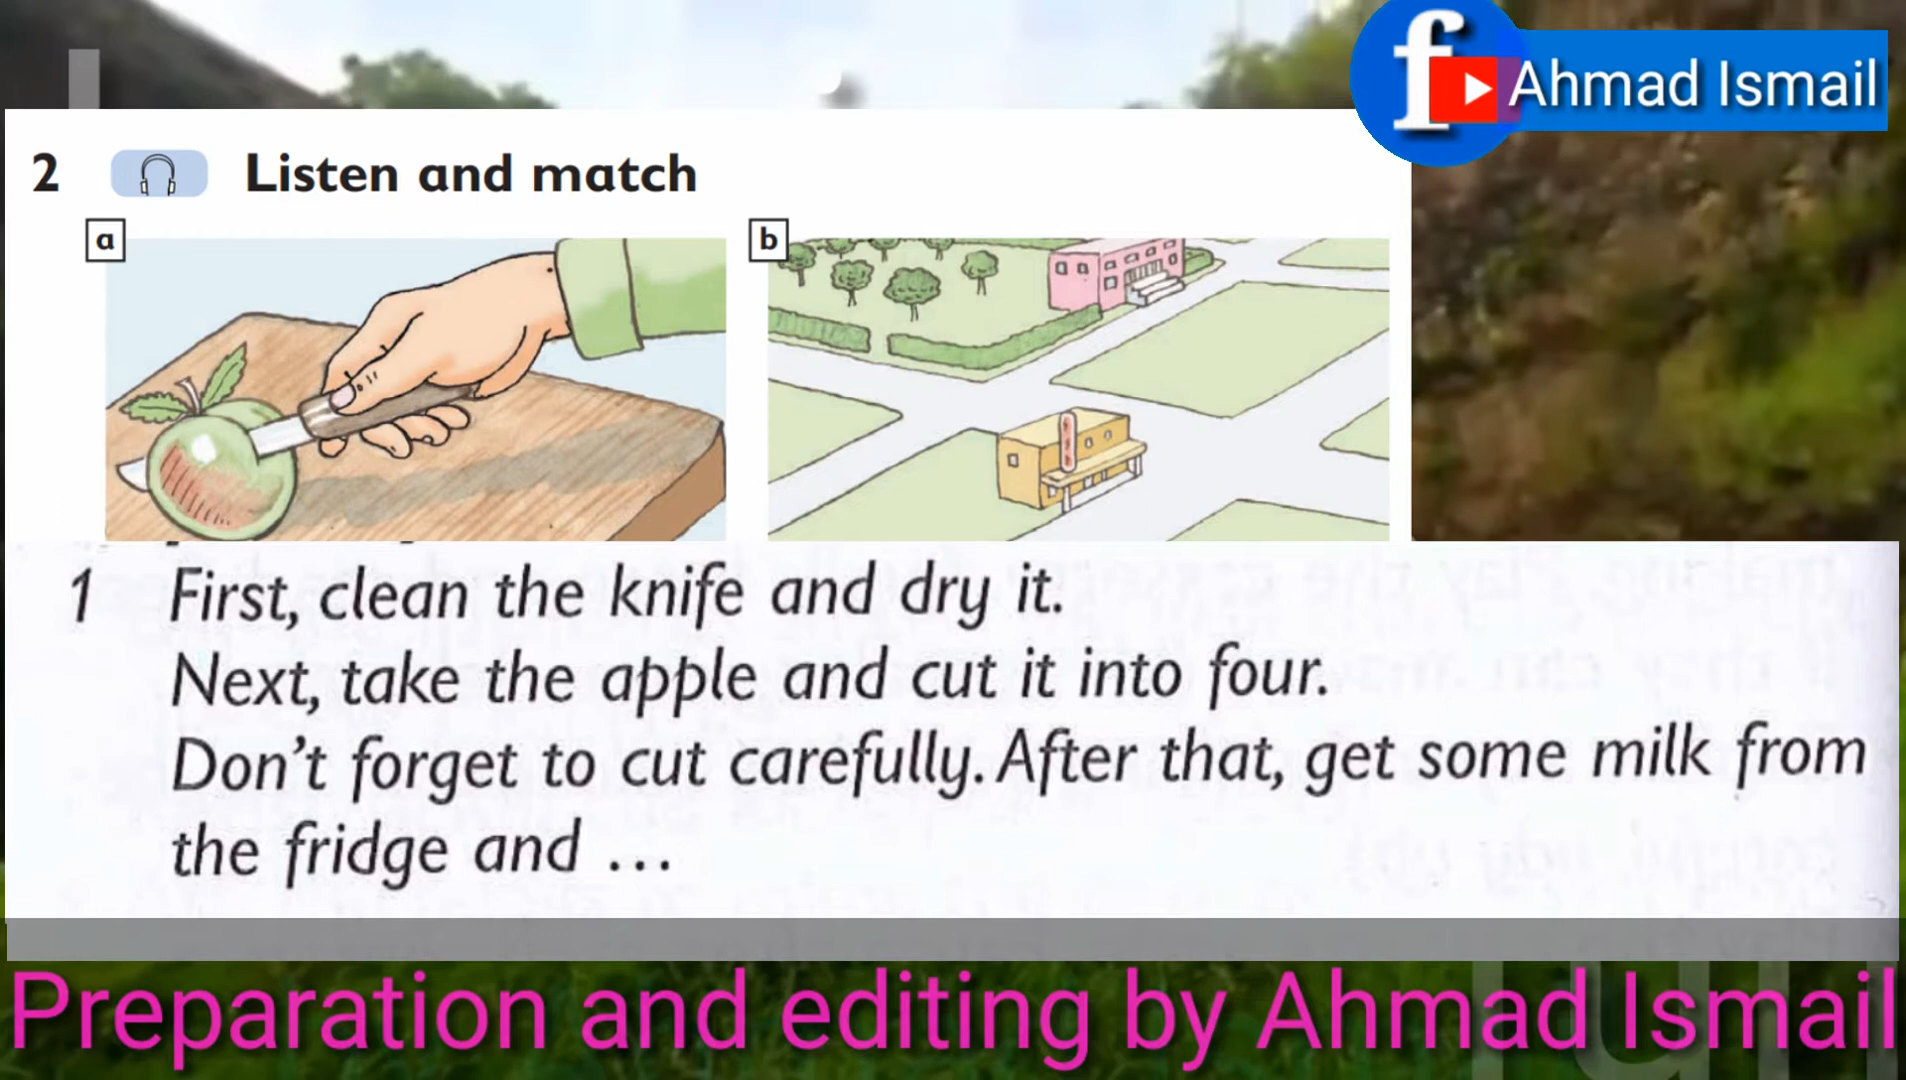 Ahmad Ismail
2 Listen and match
a
b
1 First, clean the knife and dry it.
Next, take the apple and cut it into four.
Don't forget to cut carefully. After that, get some milk from
the fridge and ...
Preparation and editing by Ahmad Ismail